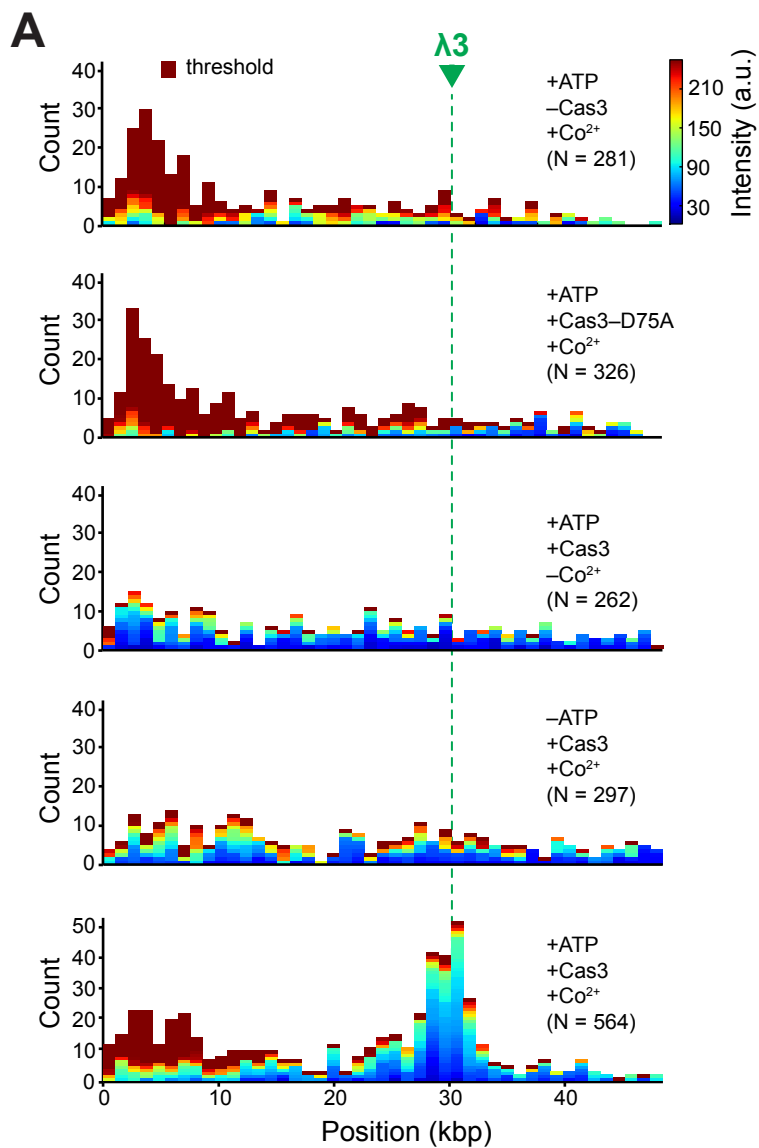 A
λ3
threshold
Count
40
30
20
10
0
+ATP
–Cas3
+Co²⁺
(N = 281)
210
150
90
30
Intensity (a.u.)
Count
40
30
20
10
0
+ATP
+Cas3–D75A
+Co²⁺
(N = 326)
Count
40
30
20
10
0
+ATP
+Cas3
–Co²⁺
(N = 262)
Count
40
30
20
10
0
–ATP
+Cas3
+Co²⁺
(N = 297)
Count
50
40
30
20
10
0
+ATP
+Cas3
+Co²⁺
(N = 564)
0 10 20 30 40
Position (kbp)